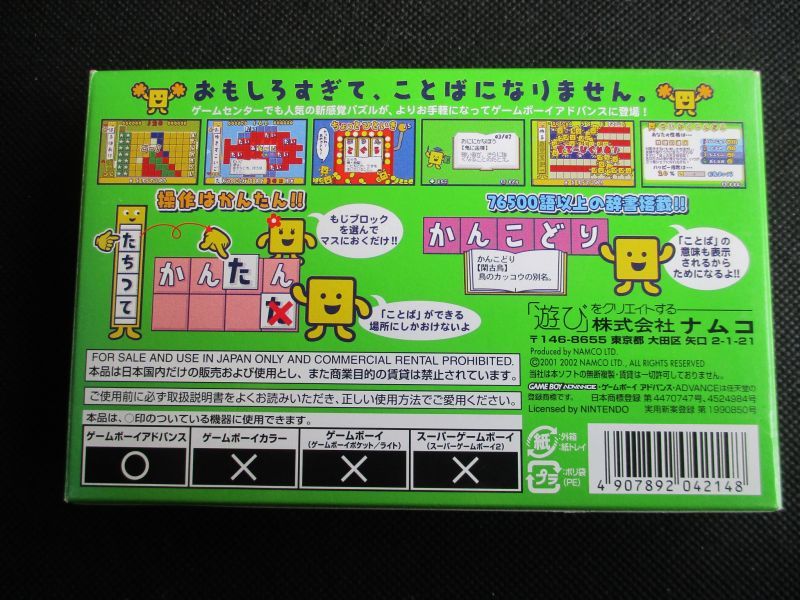 おもしろすぎて、ことばになりません。
ゲームセンターでも人気の新感覚パズルが、よりお手軽になってゲームボーイアドバンスに登場!
操作はかんたん!!
76500語以上の辞書搭載!!
たちつて
かんたん
た
もじブロック
を選んで
マスにおくだけ!!
「ことば」ができる
場所にしかおけないよ
かんこどり
かんこどり
【閑古鳥】
鳥のカッコウの別名。
「ことば」の
意味も表示
されるから
ためになるよ!!
「遊び」をクリエイトする
株式会社 ナムコ
〒146-8655 東京都 大田区 矢口 2-1-21
Produced by NAMCO LTD.
©2001 2002 NAMCO LTD., ALL RIGHTS RESERVED
当社は本ソフトの無断複製・賃貸は一切許可しておりません。
GAME BOY ADVANCE・ゲームボーイ アドバンス・ADVANCEは任天堂の
登録商標です。 日本商標登録 第4470747号、4524984号
Licensed by NINTENDO 実用新案登録 第1990850号
FOR SALE AND USE IN JAPAN ONLY AND COMMERCIAL RENTAL PROHIBITED.
本品は日本国内だけの販売および使用とし、また商業目的の賃貸は禁止されています。
ご使用前に必ず取扱説明書をよくお読みいただき、正しい使用方法でご愛用ください。
本品は、○印のついている機器に使用できます。
ゲームボーイアドバンス ゲームボーイカラー ゲームボーイ スーパーゲームボーイ
(ゲームボーイポケット/ライト) (スーパーゲームボーイ2)
○ × × ×
紙 :外箱
:紙トレイ
プラ :ポリ袋
(PE)
4 907892 042148